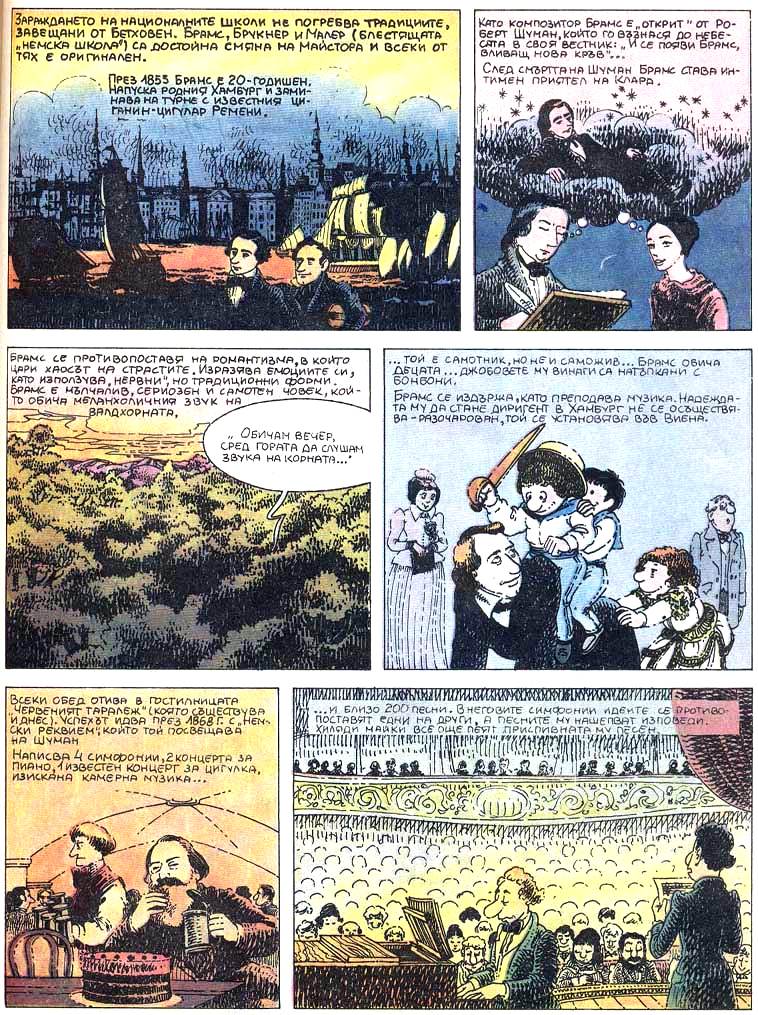 ЗАРАЖДАНЕТО НА НАЦИОНАЛНИТЕ ШКОЛИ НЕ ПОГРЕБВА ТРАДИЦИИТЕ,
ЗАВЕЩАНИ ОТ БЕТХОВЕН. БРАМС, БРУКНЕР И МАЛЕР (БЛЕСТЯЩАТА
„НЕМСКА ШКОЛА") СА ДОСТОЙНА СМЯНА НА МАЙСТОРА И ВСЕКИ ОТ
ТЯХ Е ОРИГИНАЛЕН.
ПРЕЗ 1853 БРАМС Е 20-ГОДИШЕН.
НАПУСКА РОДНИЯ ХАМБУРГ И ЗАМИ-
НАВА НА ТУРНЕ С ИЗВЕСТНИЯ ЦИ-
ГАНИН-ЦИГУЛАР РЕМЕНИ.
КАТО КОМПОЗИТОР БРАМС Е „ОТКРИТ" ОТ РО-
БЕРТ ШУМАН, КОЙТО ГО ВЪЗНАСЯ ДО НЕБЕ-
САТА В СВОЯ ВЕСТНИК: „И СЕ ПОЯВИ БРАМС,
ВЛИВАЩ НОВА КРЪВ"...
СЛЕД СМЪРТТА НА ШУМАН БРАМС СТАВА ИН-
ТИМЕН ПРИЯТЕЛ НА КЛАРА.
БРАМС СЕ ПРОТИВОПОСТАВЯ НА РОМАНТИЗМА, В КОЙТО
ЦАРИ ХАОСЪТ НА СТРАСТИТЕ. ИЗРАЗЯВА ЕМОЦИИТЕ СИ,
КАТО ИЗПОЛЗУВА „НЕРВНИ", НО ТРАДИЦИОННИ ФОРМИ.
БРАМС Е МЪЛЧАЛИВ, СЕРИОЗЕН И САМОТЕН ЧОВЕК, КОЙ-
ТО ОБИЧА МЕЛАНХОЛИЧНИЯ ЗВУК НА
ВАЛДХОРНАТА.
„ОБИЧАМ ВЕЧЕР,
СРЕД ГОРАТА ДА СЛУШАМ
ЗВУКА НА КОРНАТА..."
...ТОЙ Е САМОТНИК, НО НЕ И САМОЖИВ... БРАМС ОБИЧА
ДЕЦАТА... ДЖОБОВЕТЕ МУ ВИНАГИ СА НАТЪПКАНИ С
БОНБОНИ.
БРАМС СЕ ИЗДЪРЖА, КАТО ПРЕПОДАВА МУЗИКА. НАДЕЖДА-
ТА МУ ДА СТАНЕ ДИРИГЕНТ В ХАМБУРГ НЕ СЕ ОСЪЩЕСТВЯ-
ВА - РАЗОЧАРОВАН, ТОЙ СЕ УСТАНОВЯВА ВЪВ ВИЕНА.
ВСЕКИ ОБЕД ОТИВА В ГОСТИЛНИЦАТА
„ЧЕРВЕНИЯТ ТАРАЛЕЖ" (КОЯТО СЪЩЕСТВУВА
И ДНЕС). УСПЕХЪТ ИДВА ПРЕЗ 1868 Г. С „НЕМ-
СКИ РЕКВИЕМ", КОЙТО ТОЙ ПОСВЕЩАВА
НА ШУМАН
НАПИСВА 4 СИМФОНИИ, 2 КОНЦЕРТА ЗА
ПИАНО, 1 ИЗВЕСТЕН КОНЦЕРТ ЗА ЦИГУЛКА,
ИЗИСКАНА КАМЕРНА МУЗИКА...
...И БЛИЗО 200 ПЕСНИ. В НЕГОВИТЕ СИМФОНИИ ИДЕИТЕ СЕ ПРОТИВО-
ПОСТАВЯТ ЕДНИ НА ДРУГИ, А ПЕСНИТЕ МУ НАШЕПВАТ ИЗПОВЕДИ.
ХИЛЯДИ МАЙКИ ВСЕ ОЩЕ ПЕЯТ ПРИСПИВНАТА МУ ПЕСЕН.